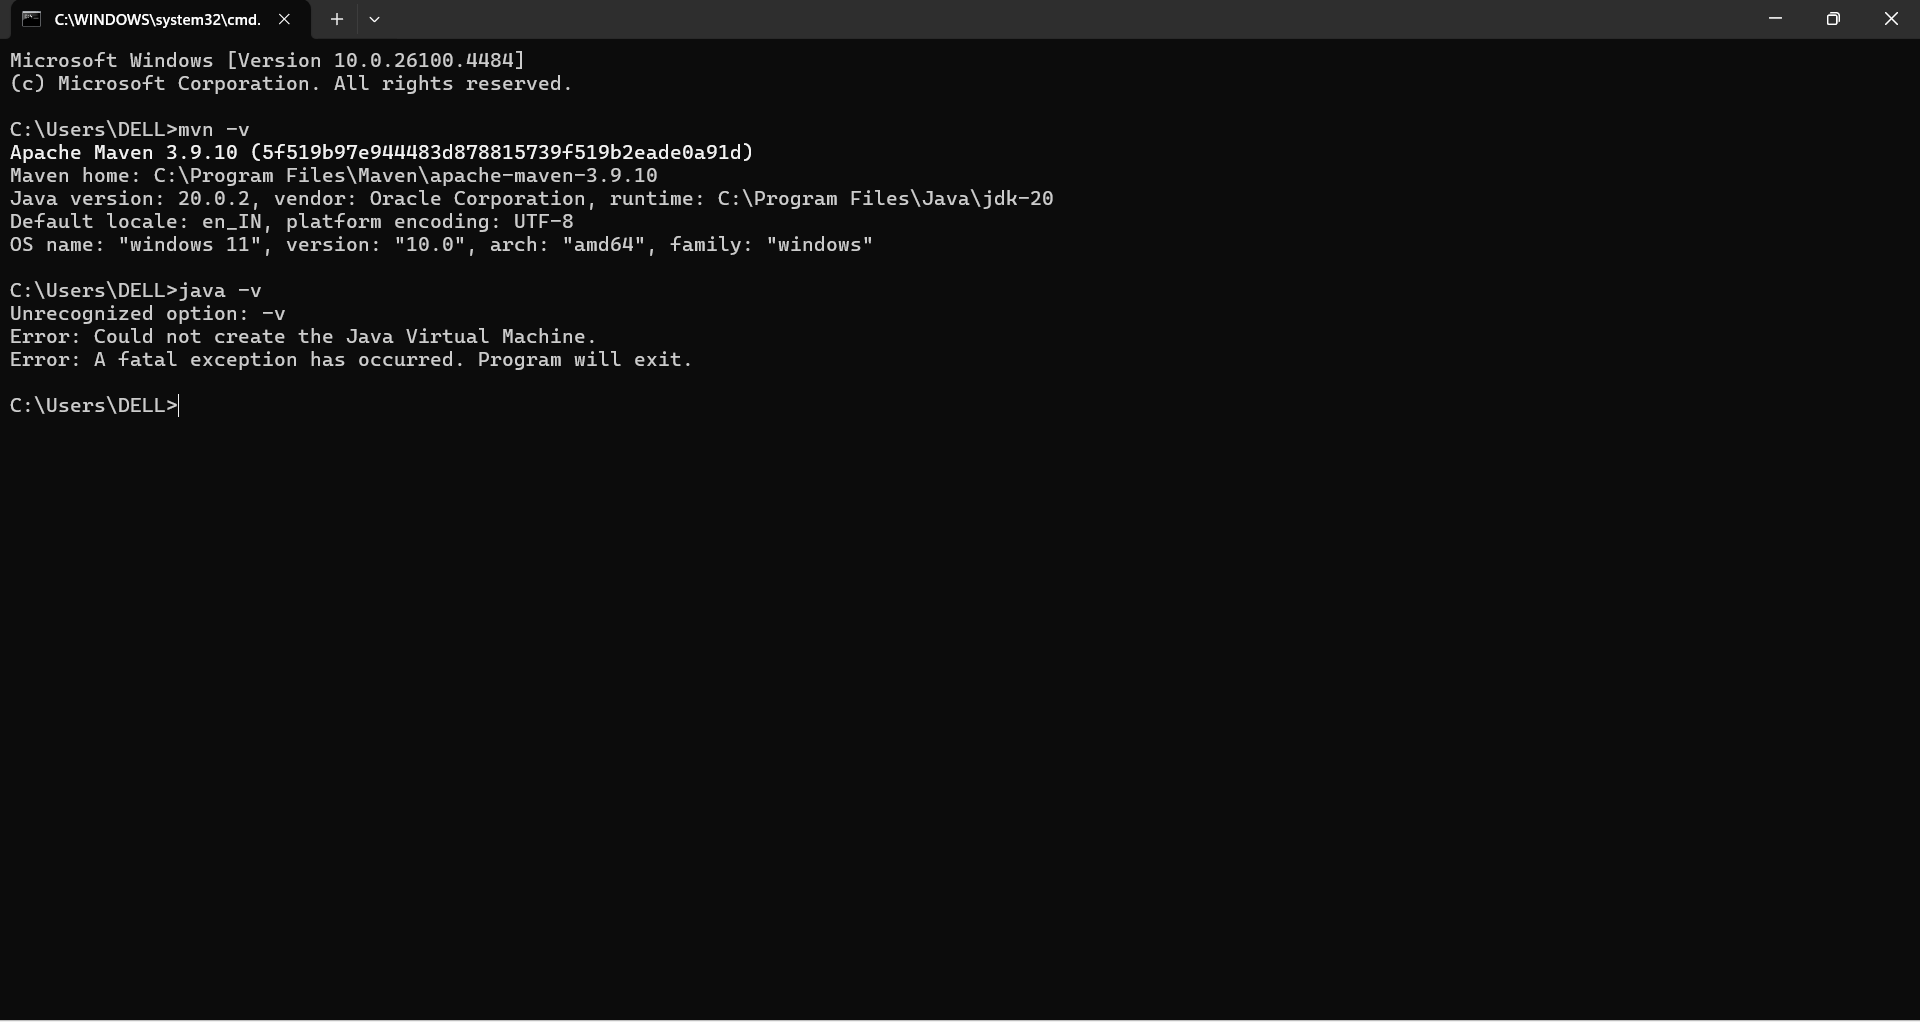 C:\WINDOWS\system32\cmd.
Microsoft Windows [Version 10.0.26100.4484]
(c) Microsoft Corporation. All rights reserved.
C:\Users\DELL>mvn -v
Apache Maven 3.9.10 (5f519b97e944483d878815739f519b2eade0a91d)
Maven home: C:\Program Files\Maven\apache-maven-3.9.10
Java version: 20.0.2, vendor: Oracle Corporation, runtime: C:\Program Files\Java\jdk-20
Default locale: en_IN, platform encoding: UTF-8
OS name: "windows 11", version: "10.0", arch: "amd64", family: "windows"
C:\Users\DELL>java -v
Unrecognized option: -v
Error: Could not create the Java Virtual Machine.
Error: A fatal exception has occurred. Program will exit.
C:\Users\DELL>